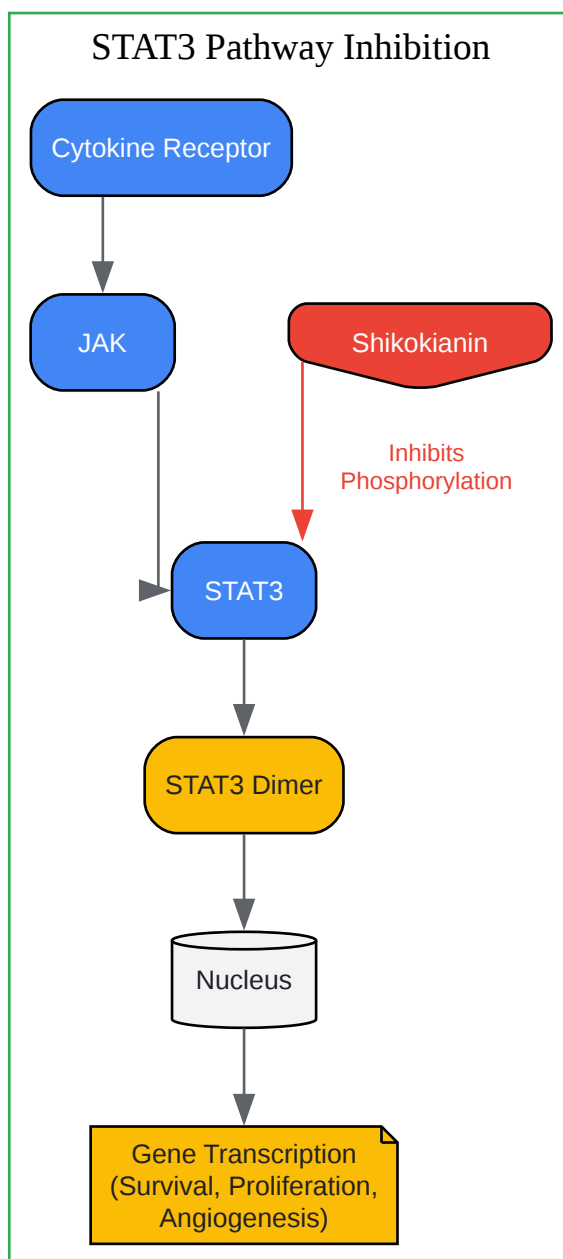 STAT3 Pathway Inhibition
Cytokine Receptor
JAK
Shikokianin
Inhibits
Phosphorylation
STAT3
STAT3 Dimer
Nucleus
Gene Transcription
(Survival, Proliferation,
Angiogenesis)